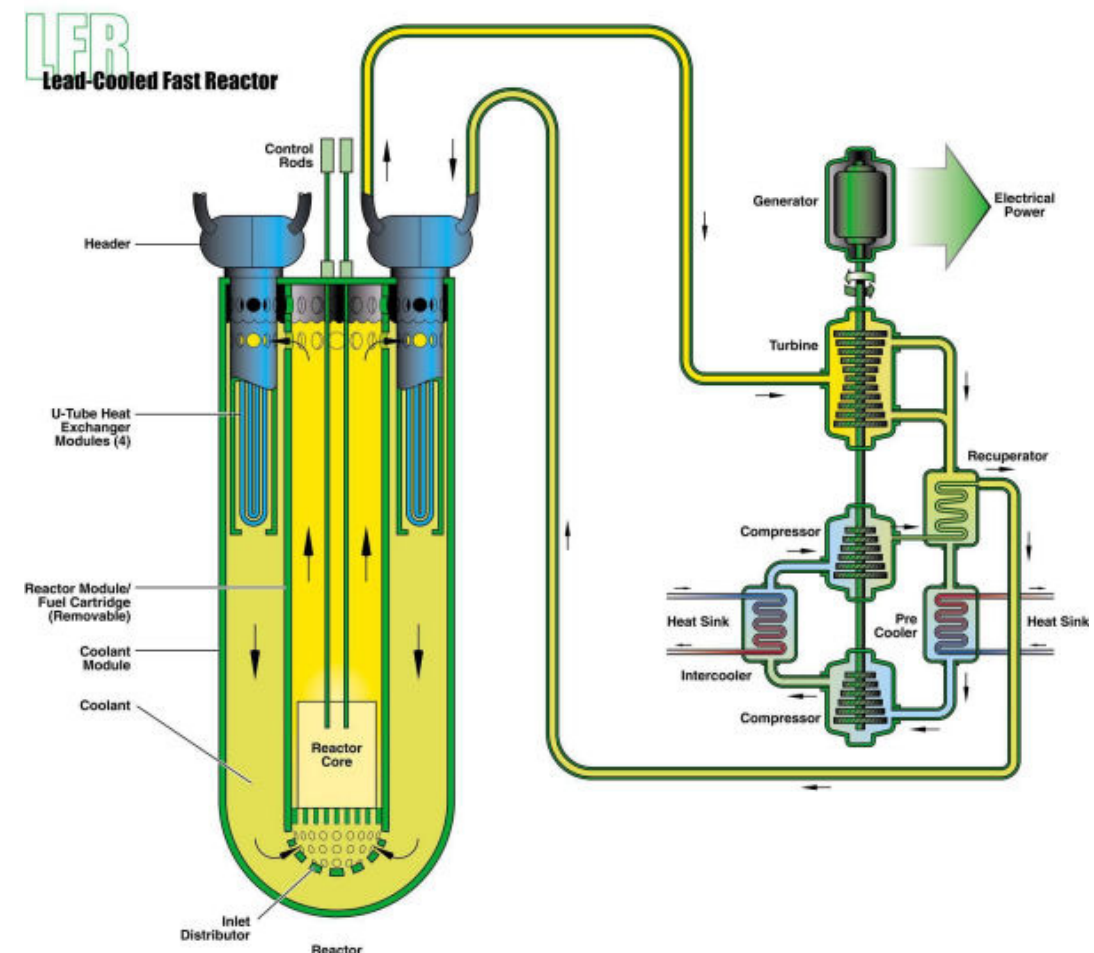 LFR
Lead-Cooled Fast Reactor
Control
Rods
Header
Generator
Electrical
Power
Turbine
U-Tube Heat
Exchanger
Modules (4)
Recuperator
Compressor
Reactor Module/
Fuel Cartridge
(Removable)
Heat Sink
Pre
Cooler
Heat Sink
Coolant
Module
Intercooler
Coolant
Compressor
Reactor
Core
Inlet
Distributor
Reactor